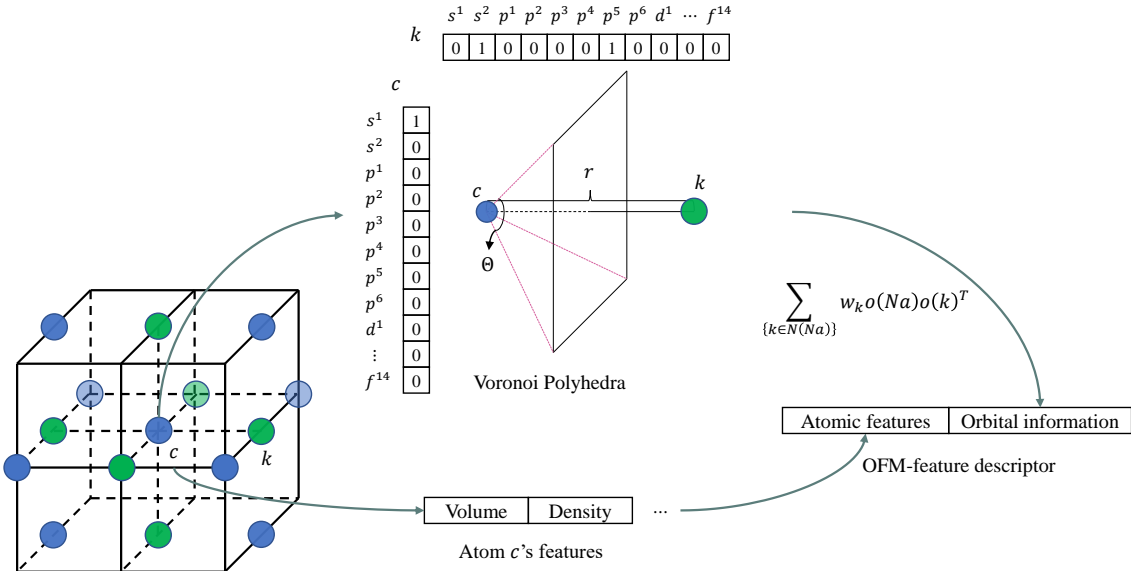 s¹ s² p¹ p² p³ p⁴ p⁵ p⁶ d¹ ⋯ f¹⁴
k 0 1 0 0 0 0 1 0 0 0 0
c
s¹ 1
s² 0
p¹ 0
p² 0
p³ 0
p⁴ 0
p⁵ 0
p⁶ 0
d¹ 0
⋮ 0
f¹⁴ 0
r
c
k
Θ
Voronoi Polyhedra
∑ wₖo(Na)o(k)ᵀ
{k∈N(Na)}
c
k
Atomic features Orbital information
OFM-feature descriptor
Volume Density ⋯
Atom c's features